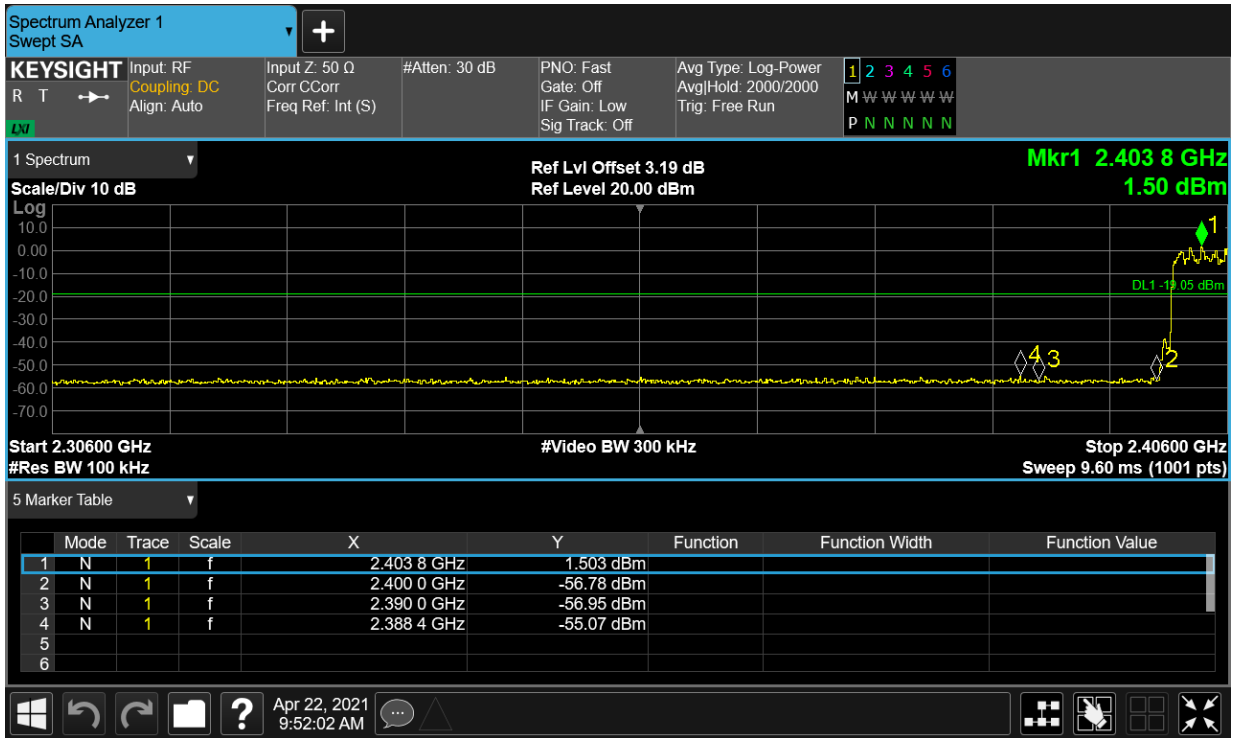 Spectrum Analyzer 1
Swept SA
KEYSIGHT
R T
LXI
Input: RF
Coupling: DC
Align: Auto
Input Z: 50 Ω
Corr CCorr
Freq Ref: Int (S)
#Atten: 30 dB
PNO: Fast
Gate: Off
IF Gain: Low
Sig Track: Off
Avg Type: Log-Power
Avg|Hold: 2000/2000
Trig: Free Run
1 2 3 4 5 6
M W W W W W
P N N N N N
1 Spectrum
Scale/Div 10 dB
Ref Lvl Offset 3.19 dB
Ref Level 20.00 dBm
Mkr1 2.403 8 GHz
1.50 dBm
Log
10.0
0.00
-10.0
-20.0
-30.0
-40.0
-50.0
-60.0
-70.0
1
DL1 -19.05 dBm
4 3 2
Start 2.30600 GHz
#Res BW 100 kHz
#Video BW 300 kHz
Stop 2.40600 GHz
Sweep 9.60 ms (1001 pts)
5 Marker Table
Mode Trace Scale X Y Function Function Width Function Value
1 N 1 f 2.403 8 GHz 1.503 dBm
2 N 1 f 2.400 0 GHz -56.78 dBm
3 N 1 f 2.390 0 GHz -56.95 dBm
4 N 1 f 2.388 4 GHz -55.07 dBm
5
6
?
Apr 22, 2021
9:52:02 AM